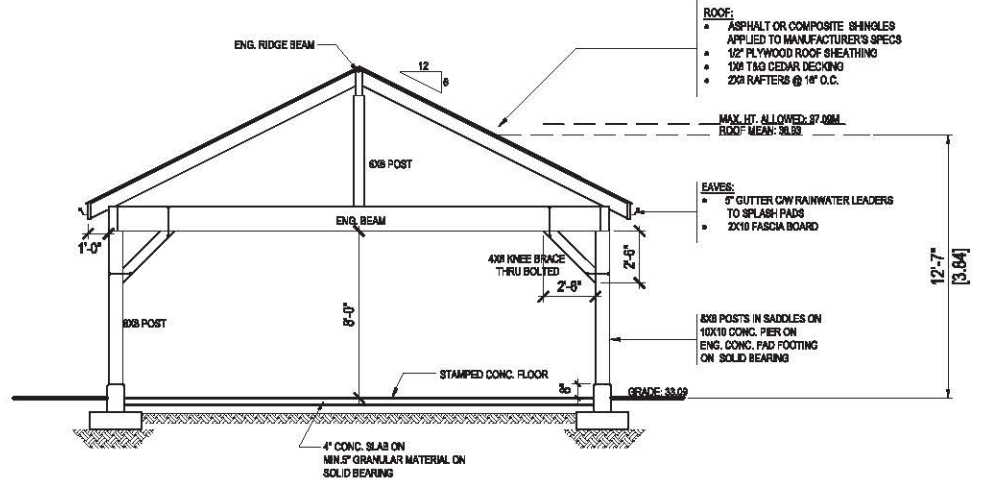 ROOF:
• ASPHALT OR COMPOSITE SHINGLES
APPLIED TO MANUFACTURER'S SPECS
• 1/2" PLYWOOD ROOF SHEATHING
• 1X6 T&G CEDAR DECKING
• 2X8 RAFTERS @ 16" O.C.
ENG. RIDGE BEAM
12
6
MAX. HT. ALLOWED: 37.09M
ROOF MEAN: 36.93
6X6 POST
EAVES:
• 5" GUTTER C/W RAINWATER LEADERS
TO SPLASH PADS
• 2X10 FASCIA BOARD
ENG. BEAM
1'-0"
4X6 KNEE BRACE
THRU BOLTED
2'-6"
2'-6"
12'-7"
[3.84]
8'-0"
8X8 POST
8X8 POSTS IN SADDLES ON
10X10 CONC. PIER ON
ENG. CONC. PAD FOOTING
ON SOLID BEARING
STAMPED CONC. FLOOR
8"
GRADE: 33.09
4" CONC. SLAB ON
MIN.5" GRANULAR MATERIAL ON
SOLID BEARING